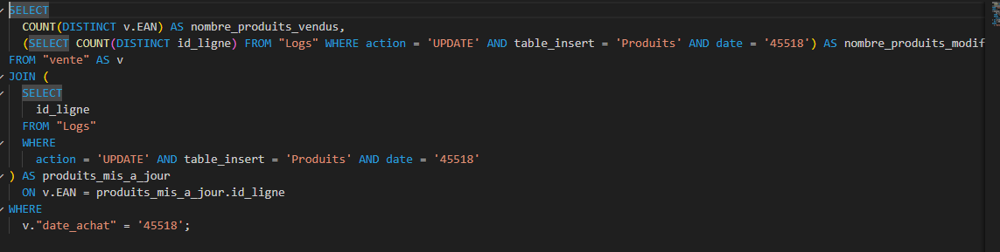 SELECT
COUNT(DISTINCT v.EAN) AS nombre_produits_vendus,
(SELECT COUNT(DISTINCT id_ligne) FROM "Logs" WHERE action = 'UPDATE' AND table_insert = 'Produits' AND date = '45518') AS nombre_produits_modif
FROM "vente" AS v
JOIN (
SELECT
id_ligne
FROM "Logs"
WHERE
action = 'UPDATE' AND table_insert = 'Produits' AND date = '45518'
) AS produits_mis_a_jour
ON v.EAN = produits_mis_a_jour.id_ligne
WHERE
v."date_achat" = '45518';